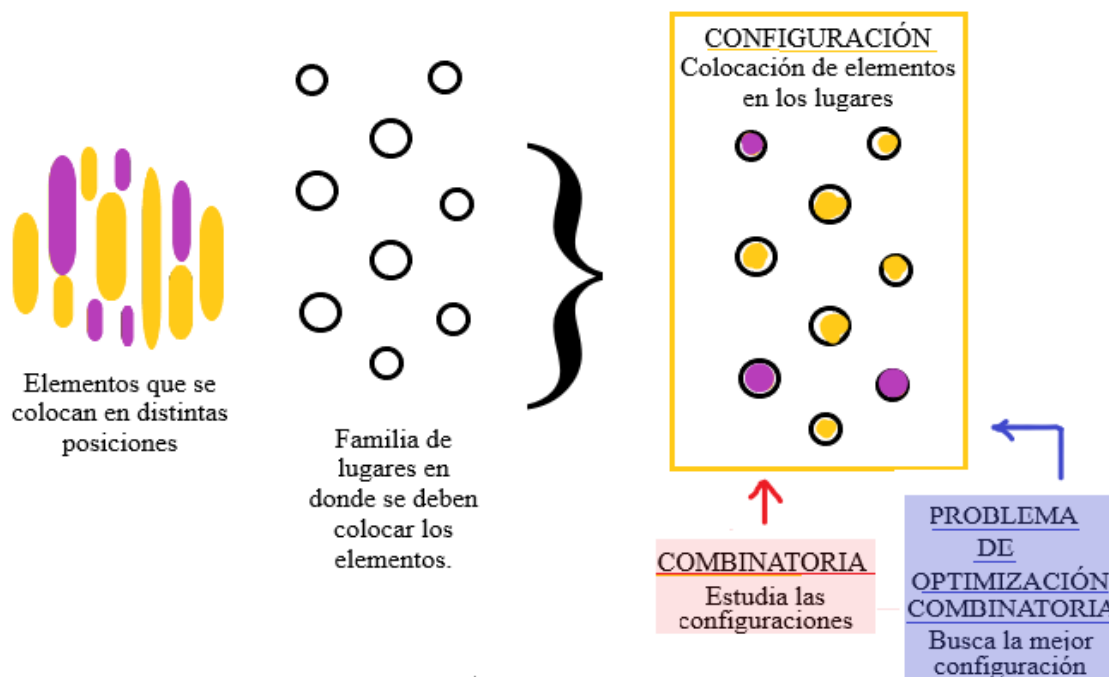 Elementos que se
colocan en distintas
posiciones
Familia de
lugares en
donde se deben
colocar los
elementos.
CONFIGURACIÓN
Colocación de elementos
en los lugares
COMBINATORIA
Estudia las
configuraciones
PROBLEMA
DE
OPTIMIZACIÓN
COMBINATORIA
Busca la mejor
configuración